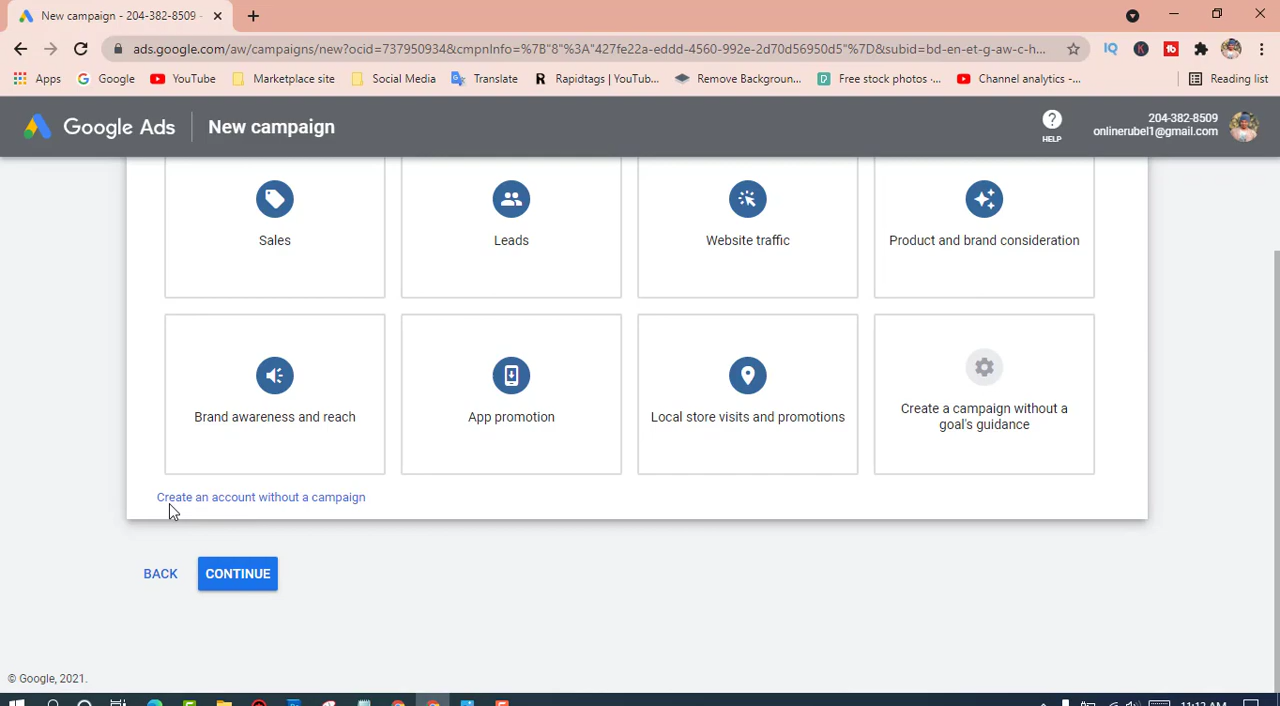 New campaign - 204-382-8509 -
ads.google.com/aw/campaigns/new?ocid=737950934&cmpnInfo=%7B"8"%3A"427fe22a-eddd-4560-992e-2d70d56950d5"%7D&subid=bd-en-et-g-aw-c-h...
IQ K tb
Apps Google YouTube Marketplace site Social Media Translate Rapidtags | YouTub... Remove Backgroun... Free stock photos ·... Channel analytics -... Reading list
Google Ads New campaign
HELP
204-382-8509
onlinerubel1@gmail.com
Sales Leads Website traffic Product and brand consideration
Brand awareness and reach App promotion Local store visits and promotions Create a campaign without a
goal's guidance
Create an account without a campaign
BACK CONTINUE
© Google, 2021.